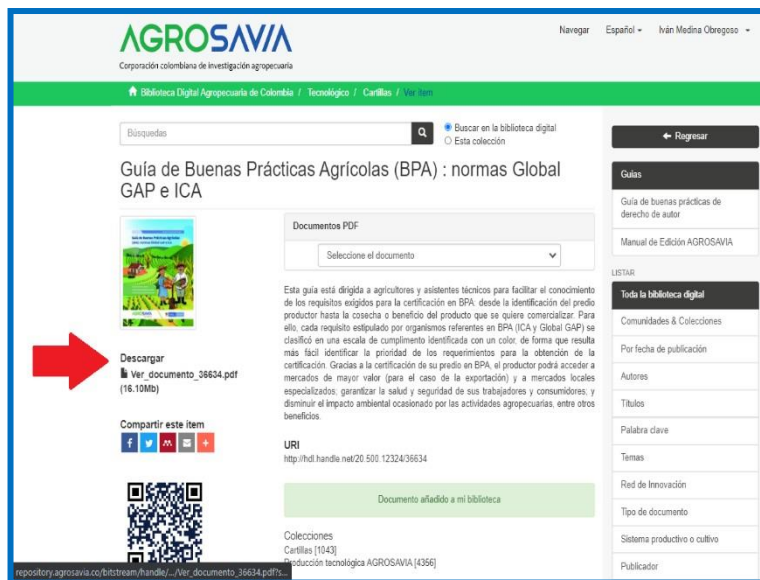 AGROSAVIA
Corporación colombiana de investigación agropecuaria
Navegar
Español
Iván Medina Obregoso
Biblioteca Digital Agropecuaria de Colombia / Tecnológico / Cartillas / Ver ítem
Búsquedas
Buscar en la biblioteca digital
Esta colección
Guía de Buenas Prácticas Agrícolas (BPA) : normas Global
GAP e ICA
Documentos PDF
Seleccione el documento
Esta guía está dirigida a agricultores y asistentes técnicos para facilitar el conocimiento
de los requisitos exigidos para la certificación en BPA: desde la identificación del predio
productor hasta la cosecha o beneficio del producto que se quiere comercializar. Para
ello, cada requisito estipulado por organismos referentes en BPA (ICA y Global GAP) se
clasificó en una escala de cumplimiento identificada con un color, de forma que resulta
más fácil identificar la prioridad de los requerimientos para la obtención de la
certificación. Gracias a la certificación de su predio en BPA, el productor podrá acceder a
mercados de mayor valor (para el caso de la exportación) y a mercados locales
especializados, garantizar la salud y seguridad de sus trabajadores y consumidores, y
disminuir el impacto ambiental ocasionado por las actividades agropecuarias, entre otros
beneficios.
Descargar
Ver_documento_36634.pdf
(16.10Mb)
Compartir este ítem
URI
http://hdl.handle.net/20.500.12324/36634
Documento añadido a mi biblioteca
Colecciones
Cartillas [1043]
Producción tecnológica AGROSAVIA [4356]
repository.agrosavia.co/bitstream/handle/.../Ver_documento_36634.pdf?s...
Regresar
Guías
Guía de buenas prácticas de
derecho de autor
Manual de Edición AGROSAVIA
LISTAR
Toda la biblioteca digital
Comunidades & Colecciones
Por fecha de publicación
Autores
Títulos
Palabra clave
Temas
Red de Innovación
Tipo de documento
Sistema productivo o cultivo
Publicador